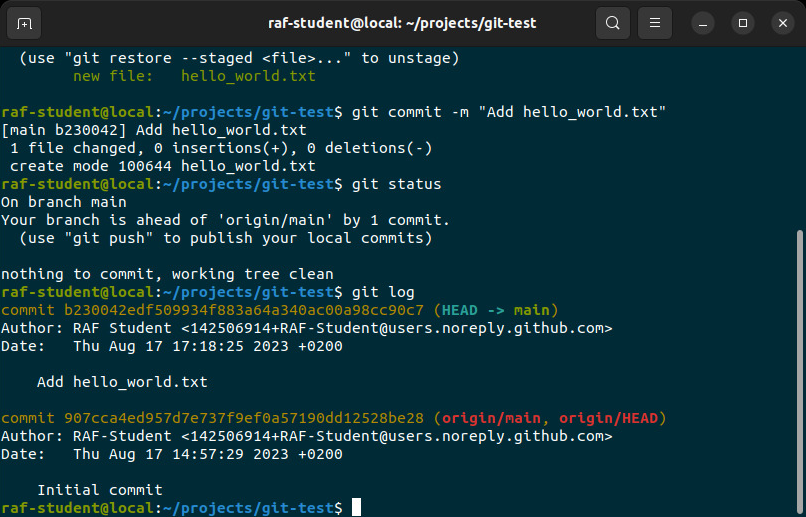 raf-student@local: ~/projects/git-test
  (use "git restore --staged <file>..." to unstage)
        new file:   hello_world.txt

raf-student@local:~/projects/git-test$ git commit -m "Add hello_world.txt"
[main b230042] Add hello_world.txt
 1 file changed, 0 insertions(+), 0 deletions(-)
 create mode 100644 hello_world.txt
raf-student@local:~/projects/git-test$ git status
On branch main
Your branch is ahead of 'origin/main' by 1 commit.
  (use "git push" to publish your local commits)

nothing to commit, working tree clean
raf-student@local:~/projects/git-test$ git log
commit b230042edf509934f883a64a340ac00a98cc90c7 (HEAD -> main)
Author: RAF Student <142506914+RAF-Student@users.noreply.github.com>
Date:   Thu Aug 17 17:18:25 2023 +0200

    Add hello_world.txt

commit 907cca4ed957d7e737f9ef0a57190dd12528be28 (origin/main, origin/HEAD)
Author: RAF-Student <142506914+RAF-Student@users.noreply.github.com>
Date:   Thu Aug 17 14:57:29 2023 +0200

    Initial commit
raf-student@local:~/projects/git-test$